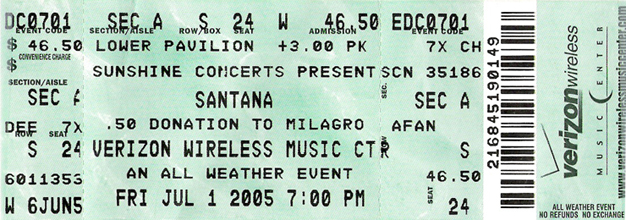 DC0701 SEC A S 24 W 46.50 EDC0701
EVENT CODE SECTION/AISLE ROW/BOX SEAT ADMISSION EVENT CODE
$ 46.50 LOWER PAVILION +3.00 PK 7X CH
CONVENIENCE CHARGE
$ SUNSHINE CONCERTS PRESENT SCN 35186
SECTION/AISLE SEC.
SEC A SANTANA SEC A
DEE 7X .50 DONATION TO MILAGRO AFAN
ROW SEAT
S 24 VERIZON WIRELESS MUSIC CTR S
6011353 AN ALL WEATHER EVENT 46.50
W 6JUN5 FRI JUL 1 2005 7:00 PM SEAT 24
216845190149
verizonwireless
MUSIC CENTER
ALL WEATHER EVENT
NO REFUNDS NO EXCHANGE
verizonwirelessmusiccenter.com